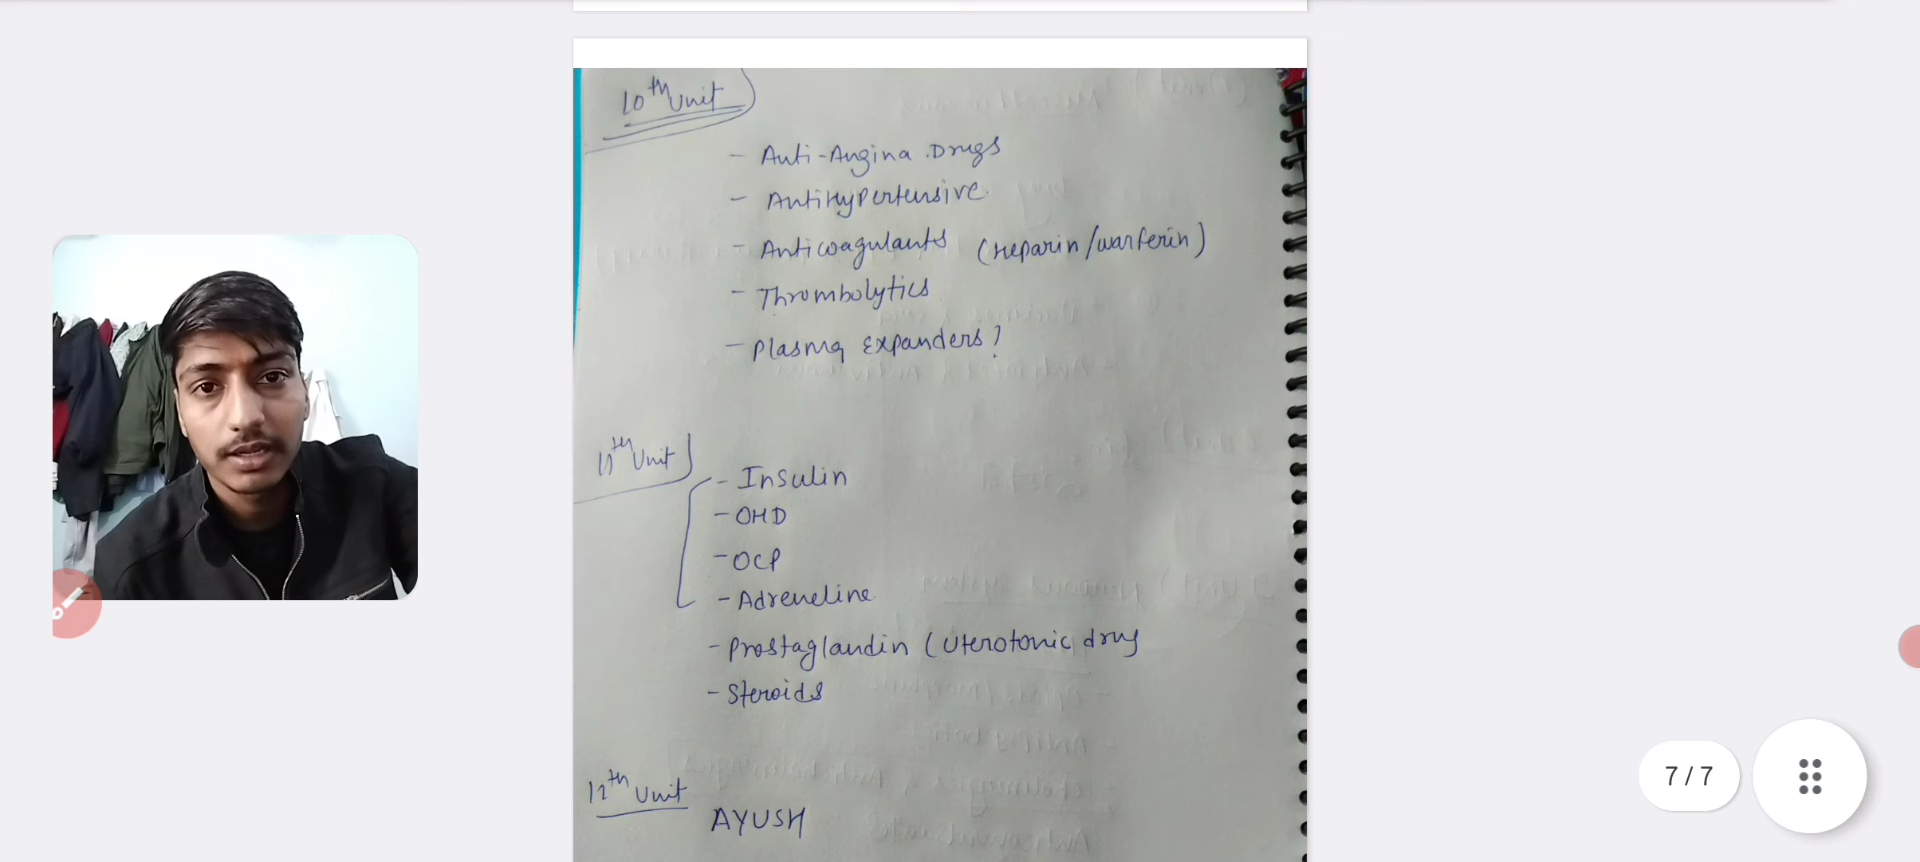 10th Unit
- Anti-Angina Drugs
- Antihypertensive
- Anticoagulants (Heparin/warferin)
- Thrombolytics
- Plasma Expanders?
11th Unit
- Insulin
- OHD
- OCP
- Adreneline
- Prostaglandin (Uterotonic drug
- Steroids
12th Unit
AYUSH
7 / 7